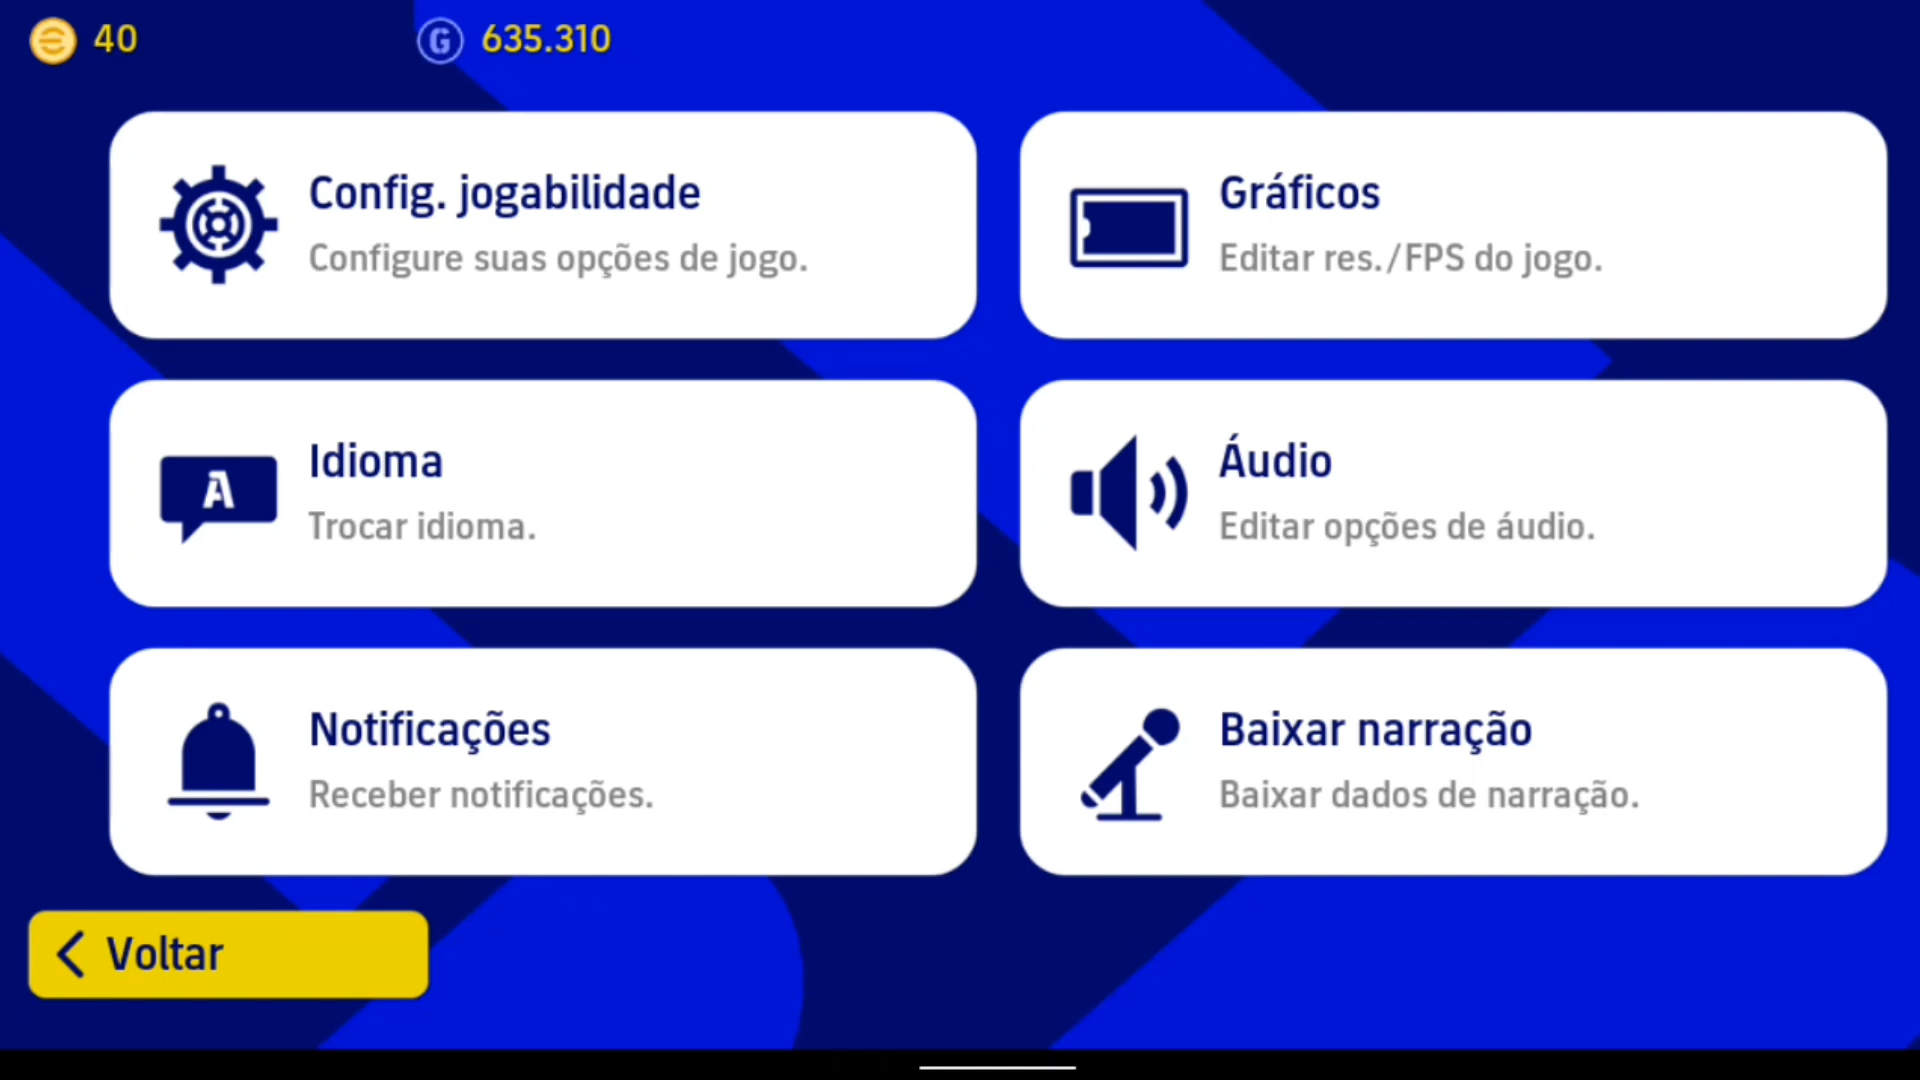 40
G 635.310
Config. jogabilidade
Configure suas opções de jogo.
Gráficos
Editar res./FPS do jogo.
A
Idioma
Trocar idioma.
Áudio
Editar opções de áudio.
Notificações
Receber notificações.
Baixar narração
Baixar dados de narração.
Voltar